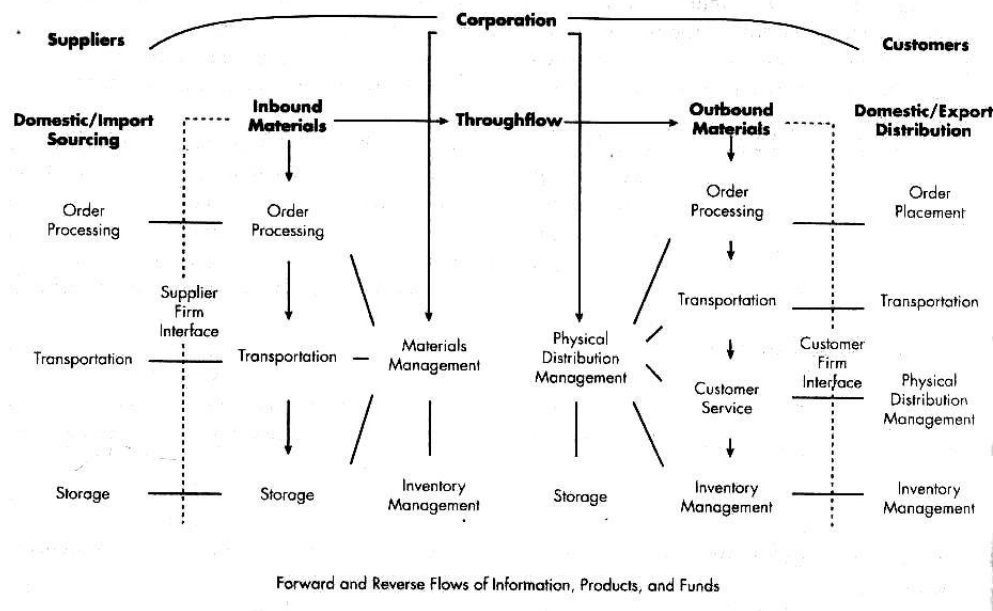 Corporation
Suppliers
Customers
Domestic/Import
Sourcing
Inbound
Materials
Throughflow
Outbound
Materials
Domestic/Export
Distribution
Order
Processing
Order
Processing
Order
Processing
Order
Placement
Supplier
Firm
Interface
Transportation
Transportation
Transportation
Transportation
Materials
Management
Physical
Distribution
Management
Customer
Firm
Interface
Customer
Service
Physical
Distribution
Management
Storage
Storage
Inventory
Management
Storage
Inventory
Management
Inventory
Management
Forward and Reverse Flows of Information, Products, and Funds